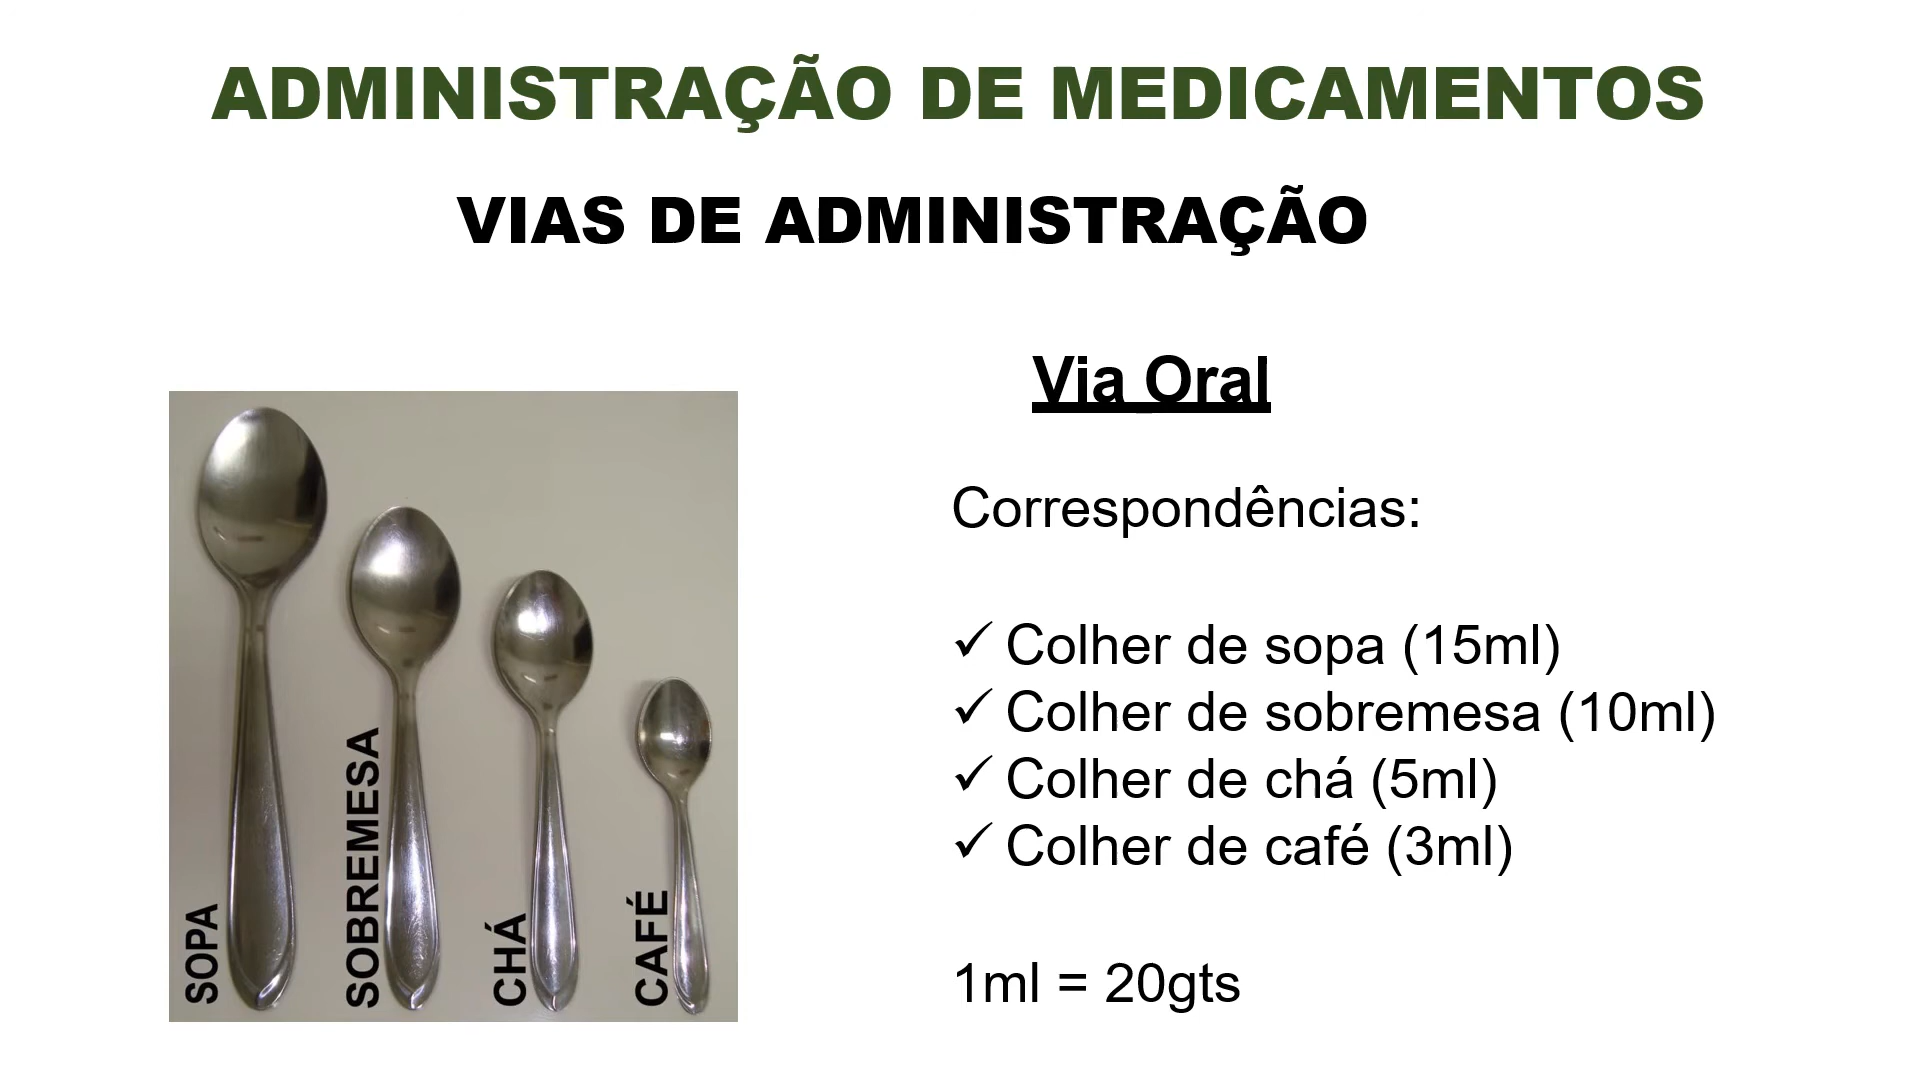 ADMINISTRAÇÃO DE MEDICAMENTOS
VIAS DE ADMINISTRAÇÃO
Via Oral
Correspondências:
✓ Colher de sopa (15ml)
✓ Colher de sobremesa (10ml)
✓ Colher de chá (5ml)
✓ Colher de café (3ml)
1ml = 20gts
SOPA
SOBREMESA
CHÁ
CAFÉ